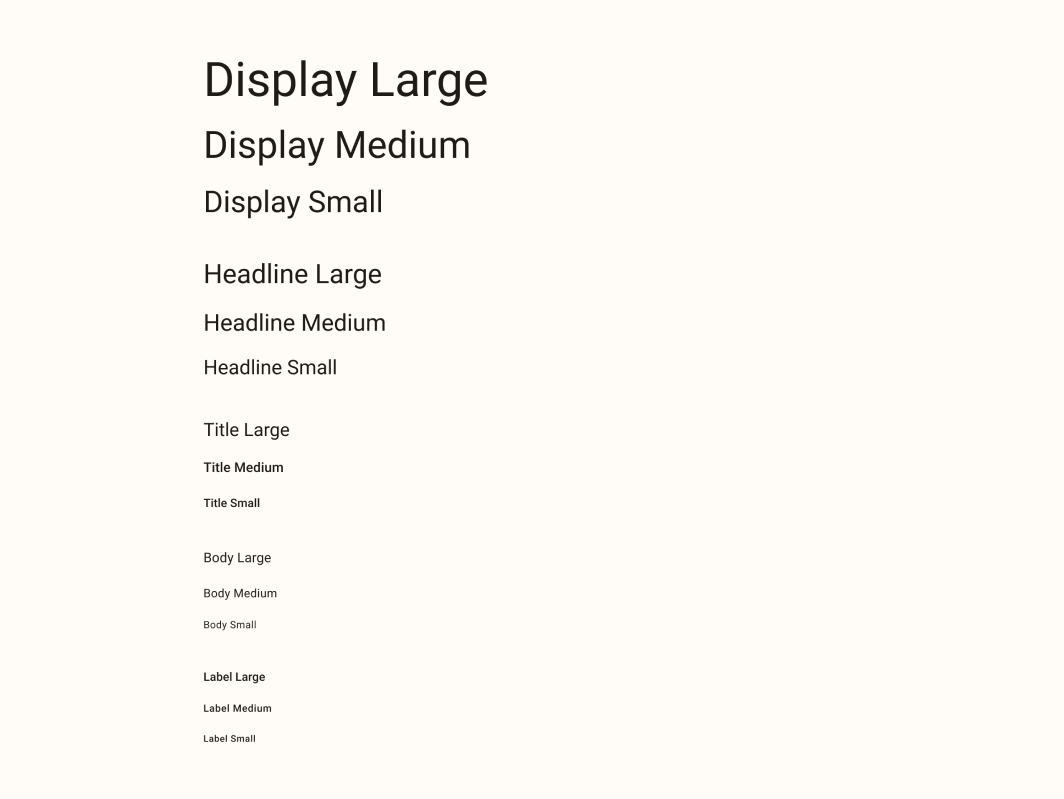 Display Large
Display Medium
Display Small
Headline Large
Headline Medium
Headline Small
Title Large
Title Medium
Title Small
Body Large
Body Medium
Body Small
Label Large
Label Medium
Label Small